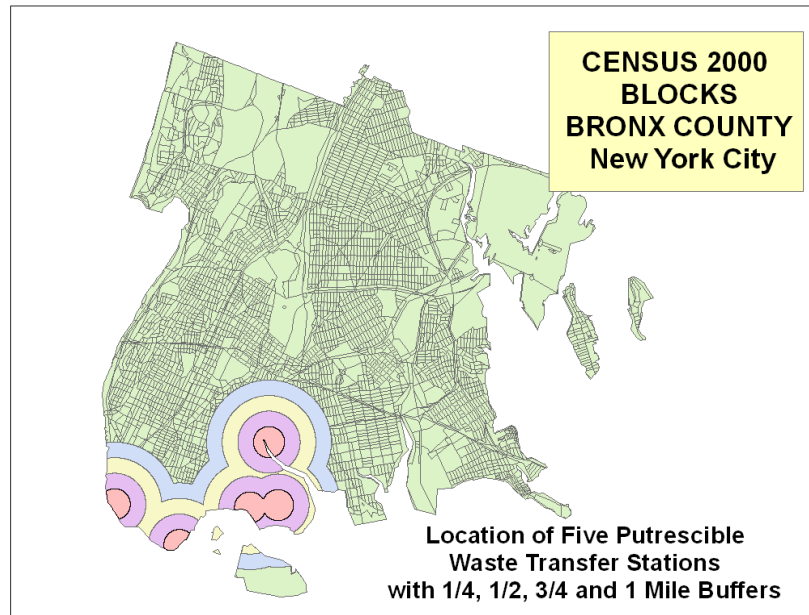 CENSUS 2000
BLOCKS
BRONX COUNTY
New York City
Location of Five Putrescible
Waste Transfer Stations
with 1/4, 1/2, 3/4 and 1 Mile Buffers